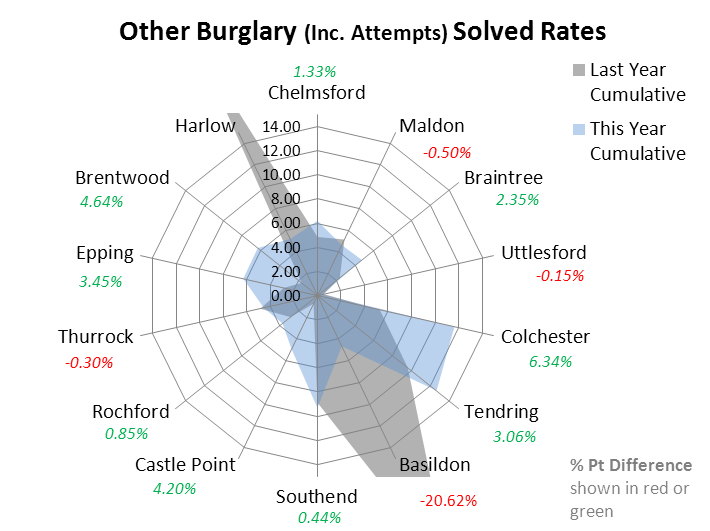 Other Burglary (Inc. Attempts) Solved Rates
1.33%
Chelmsford
Last Year
Cumulative
This Year
Cumulative
Harlow
Maldon
-0.50%
Brentwood
4.64%
Braintree
2.35%
Epping
3.45%
Uttlesford
-0.15%
14.00
12.00
10.00
8.00
6.00
4.00
2.00
0.00
Thurrock
-0.30%
Colchester
6.34%
Rochford
0.85%
Tendring
3.06%
Castle Point
4.20%
Basildon
-20.62%
Southend
0.44%
% Pt Difference
shown in red or
green